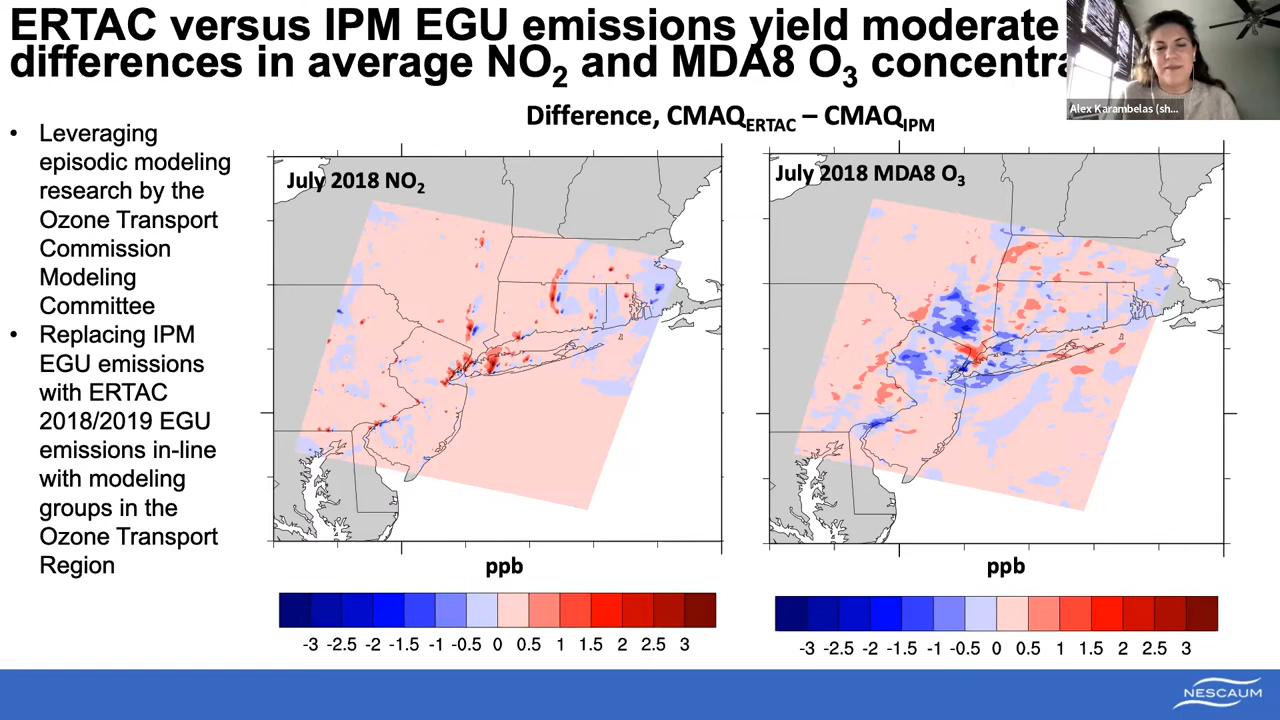 ERTAC versus IPM EGU emissions yield moderate
differences in average NO2 and MDA8 O3
Difference, CMAQERTAC – CMAQIPM
• Leveraging
episodic modeling
research by the
Ozone Transport
Commission
Modeling
Committee
• Replacing IPM
EGU emissions
with ERTAC
2018/2019 EGU
emissions in-line
with modeling
groups in the
Ozone Transport
Region
July 2018 NO2
ppb
-3 -2.5 -2 -1.5 -1 -0.5 0 0.5 1 1.5 2 2.5 3
July 2018 MDA8 O3
ppb
-3 -2.5 -2 -1.5 -1 -0.5 0 0.5 1 1.5 2 2.5 3
Alex Karambelas (sh...
NESCAUM